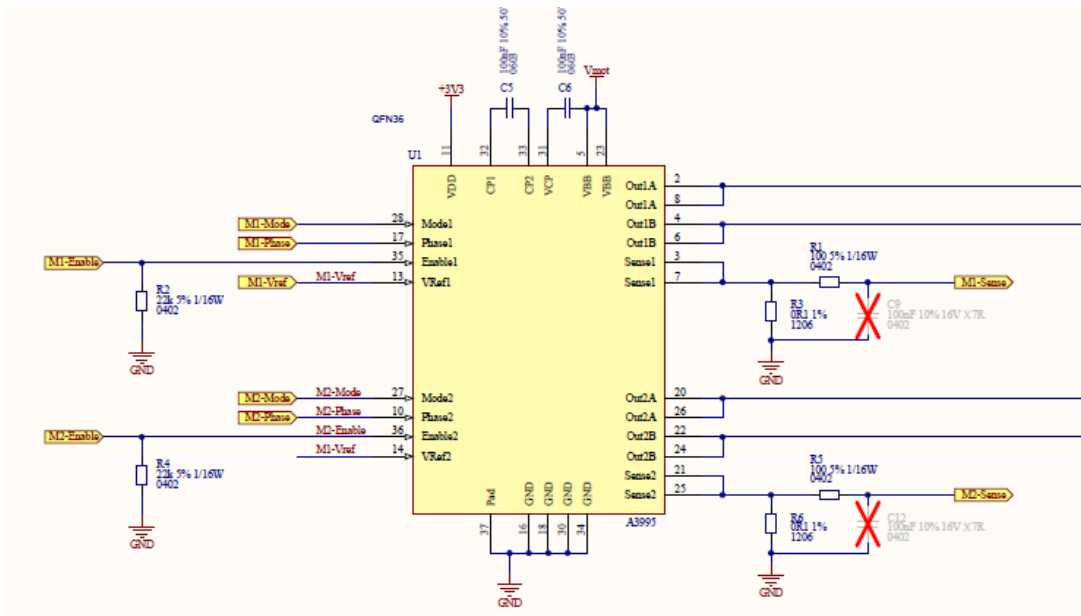 100nF 10% 50V
0603
100nF 10% 50V
0603
Vmot
+3V3
C5
C6
QFN36
U1
11
32
33
31
5
23
VDD
CP1
CP2
VCP
VBB
VBB
Out1A
2
Out1A
8
Out1B
4
Out1B
6
Sense1
3
Sense1
7
M1-Mode
28
Mode1
M1-Phase
17
Phase1
M1-Enable
35
Enable1
M1-Vref
M1-Vref
13
VRef1
R2
22k 5% 1/16W
0402
GND
R1
100 5% 1/16W
0402
M1-Sense
R3
0R1 1%
1206
C9
100nF 10% 16V X7R
0402
GND
M2-Mode
M2-Mode
27
Mode2
M2-Phase
M2-Phase
10
Phase2
M2-Enable
M2-Enable
36
Enable2
M1-Vref
14
VRef2
R4
22k 5% 1/16W
0402
GND
Out2A
20
Out2A
26
Out2B
22
Out2B
24
Sense2
21
Sense2
25
R5
100 5% 1/16W
0402
M2-Sense
R6
0R1 1%
1206
C12
100nF 10% 16V X7R
0402
GND
Pad
GND
GND
GND
GND
37
16
18
30
34
A3995
GND